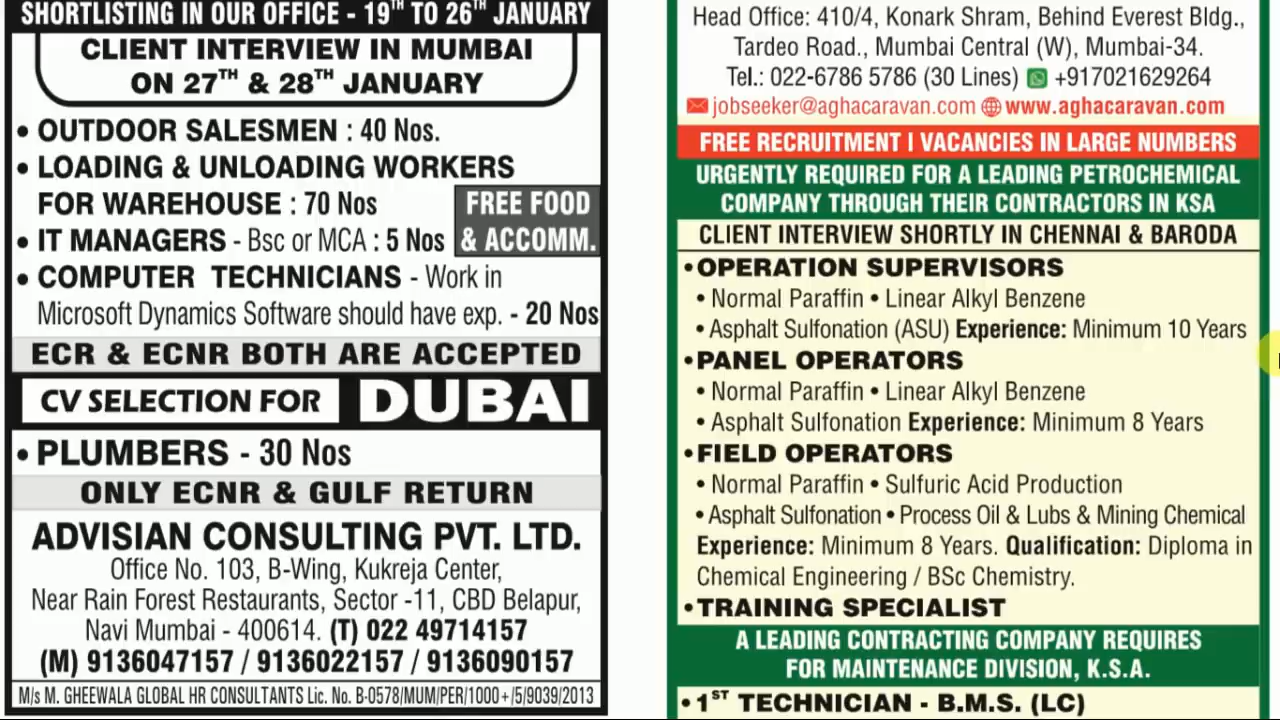 SHORTLISTING IN OUR OFFICE - 19TH TO 26TH JANUARY
CLIENT INTERVIEW IN MUMBAI
ON 27TH & 28TH JANUARY
• OUTDOOR SALESMEN : 40 Nos.
• LOADING & UNLOADING WORKERS
FOR WAREHOUSE : 70 Nos
• IT MANAGERS - Bsc or MCA : 5 Nos
FREE FOOD
& ACCOMM.
• COMPUTER TECHNICIANS - Work in
Microsoft Dynamics Software should have exp. - 20 Nos
ECR & ECNR BOTH ARE ACCEPTED
CV SELECTION FOR DUBAI
• PLUMBERS - 30 Nos
ONLY ECNR & GULF RETURN
ADVISIAN CONSULTING PVT. LTD.
Office No. 103, B-Wing, Kukreja Center,
Near Rain Forest Restaurants, Sector -11, CBD Belapur,
Navi Mumbai - 400614. (T) 022 49714157
(M) 9136047157 / 9136022157 / 9136090157
M/s M. GHEEWALA GLOBAL HR CONSULTANTS Lic. No. B-0578/MUM/PER/1000+/5/9039/2013
Head Office: 410/4, Konark Shram, Behind Everest Bldg.,
Tardeo Road., Mumbai Central (W), Mumbai-34.
Tel.: 022-6786 5786 (30 Lines) +917021629264
jobseeker@aghacaravan.com www.aghacaravan.com
FREE RECRUITMENT I VACANCIES IN LARGE NUMBERS
URGENTLY REQUIRED FOR A LEADING PETROCHEMICAL
COMPANY THROUGH THEIR CONTRACTORS IN KSA
CLIENT INTERVIEW SHORTLY IN CHENNAI & BARODA
• OPERATION SUPERVISORS
• Normal Paraffin • Linear Alkyl Benzene
• Asphalt Sulfonation (ASU) Experience: Minimum 10 Years
• PANEL OPERATORS
• Normal Paraffin • Linear Alkyl Benzene
• Asphalt Sulfonation Experience: Minimum 8 Years
• FIELD OPERATORS
• Normal Paraffin • Sulfuric Acid Production
• Asphalt Sulfonation • Process Oil & Lubs & Mining Chemical
Experience: Minimum 8 Years. Qualification: Diploma in
Chemical Engineering / BSc Chemistry.
• TRAINING SPECIALIST
A LEADING CONTRACTING COMPANY REQUIRES
FOR MAINTENANCE DIVISION, K.S.A.
• 1ST TECHNICIAN - B.M.S. (LC)